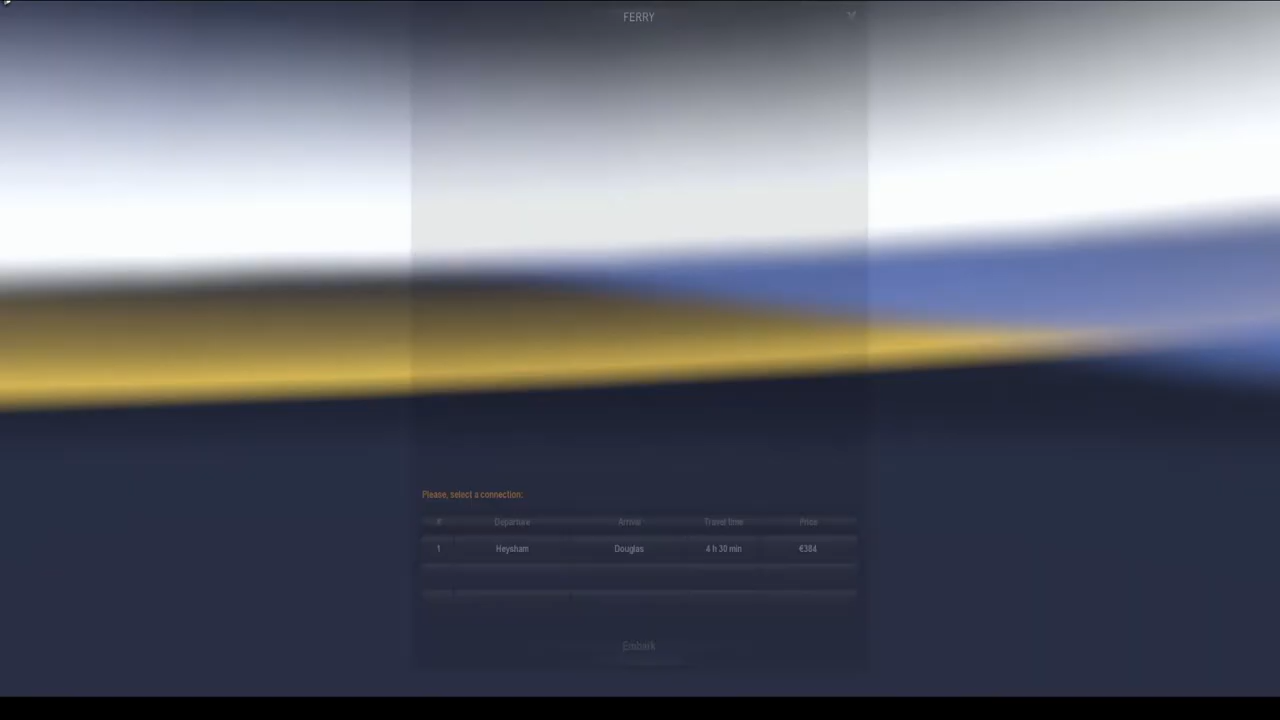 FERRY
Please, select a connection:
# Departure Arrival Travel time Price
1 Heysham Douglas 4 h 30 min €384
Embark